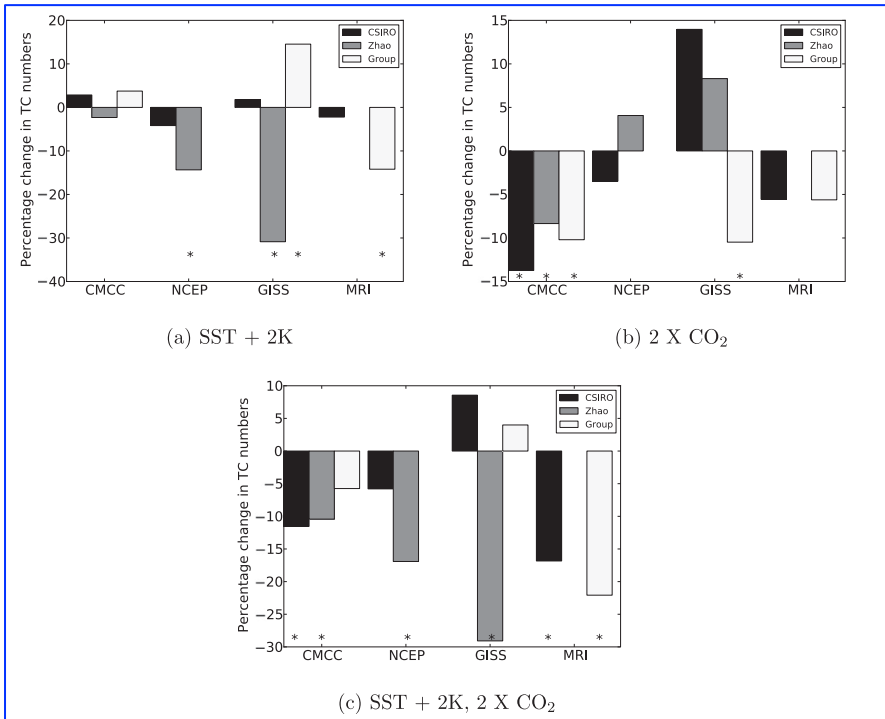 20
10
0
−10
−20
−30
−40
Percentage change in TC numbers
CSIRO
Zhao
Group
* * * *
CMCC NCEP GISS MRI
(a) SST + 2K
15
10
5
0
−5
−10
−15
Percentage change in TC numbers
CSIRO
Zhao
Group
* * * *
CMCC NCEP GISS MRI
(b) 2 X CO₂
10
5
0
−5
−10
−15
−20
−25
−30
Percentage change in TC numbers
CSIRO
Zhao
Group
* * * * * *
CMCC NCEP GISS MRI
(c) SST + 2K, 2 X CO₂